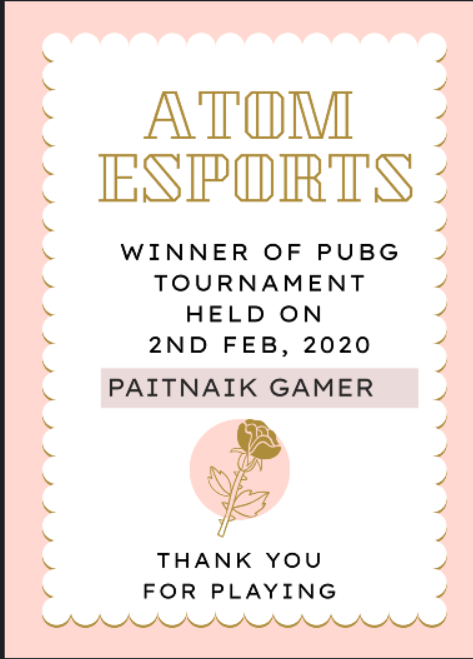 ATOM
ESPORTS
WINNER OF PUBG
TOURNAMENT
HELD ON
2ND FEB, 2020
PAITNAIK GAMER
THANK YOU
FOR PLAYING